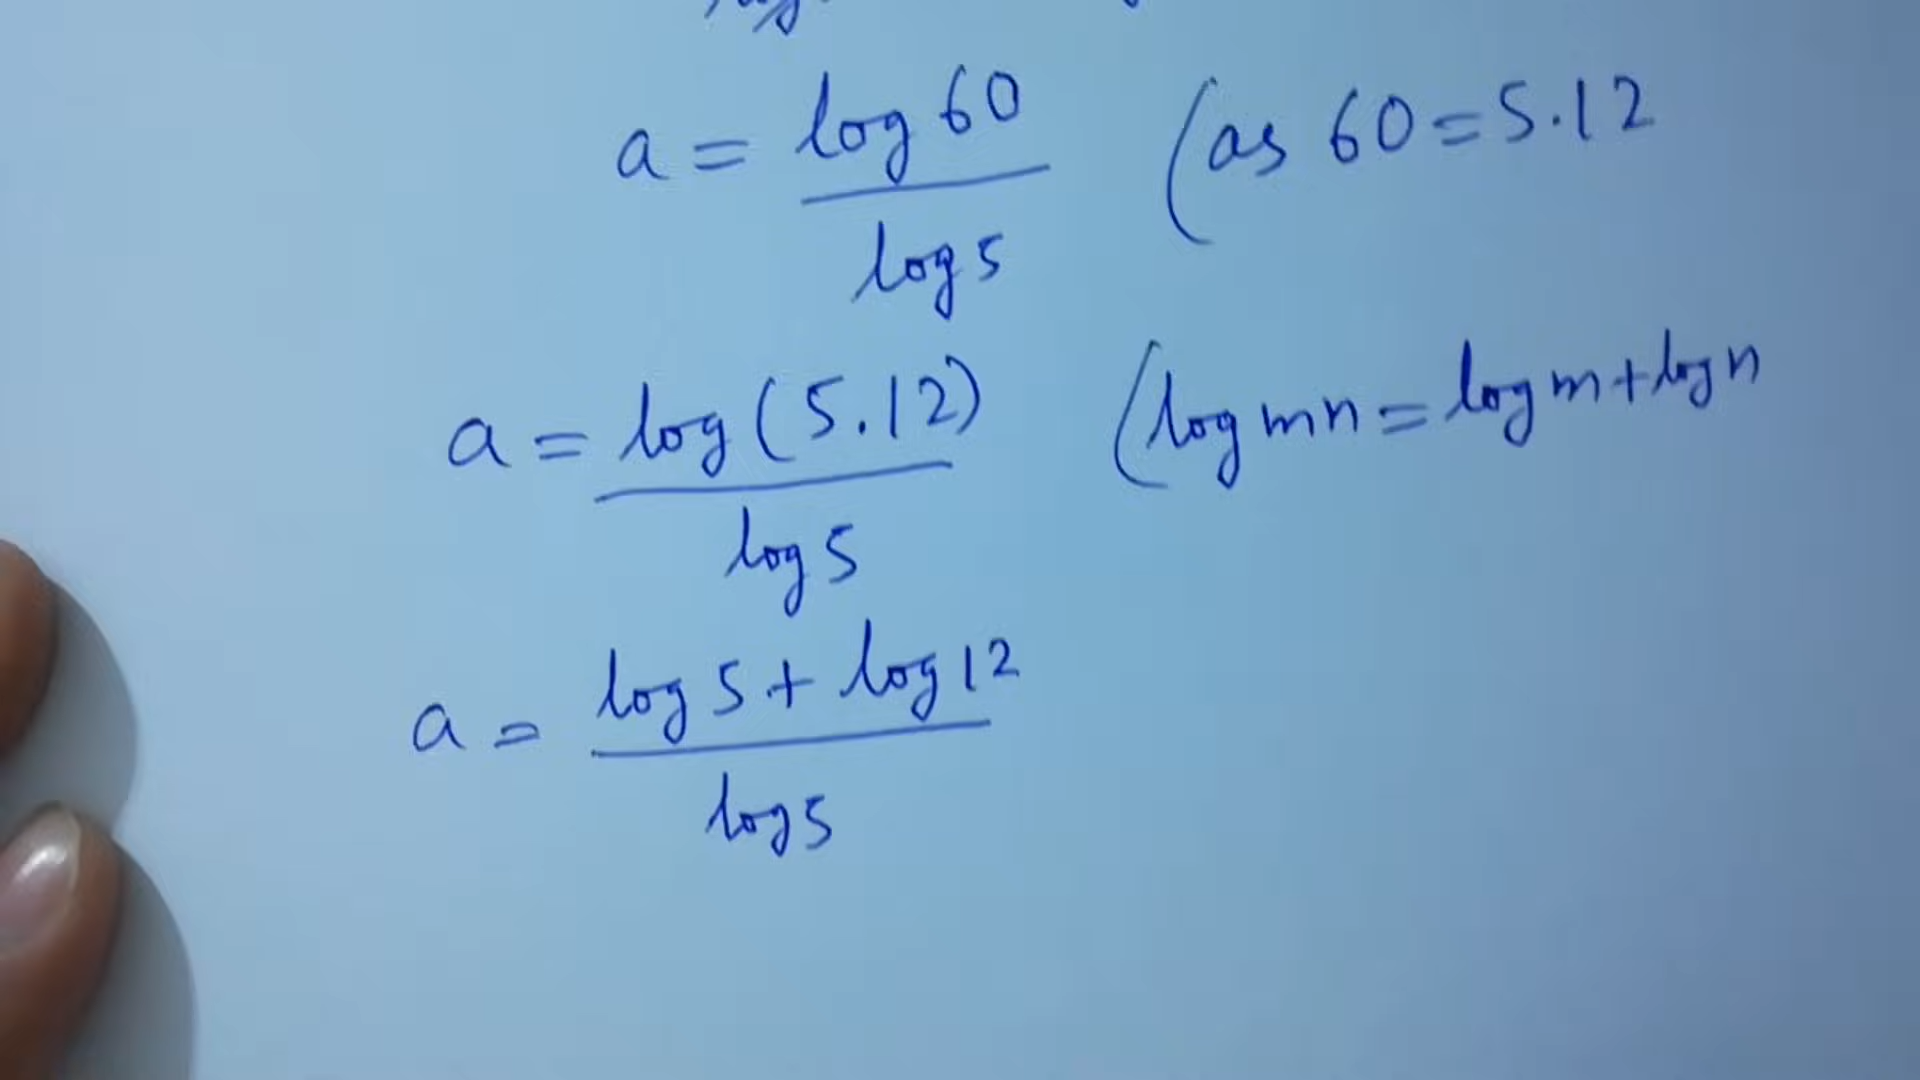 a = log 60 / log 5 (as 60 = 5.12
a = log (5.12) / log 5 (log mn = log m + log n
a = log 5 + log 12 / log 5